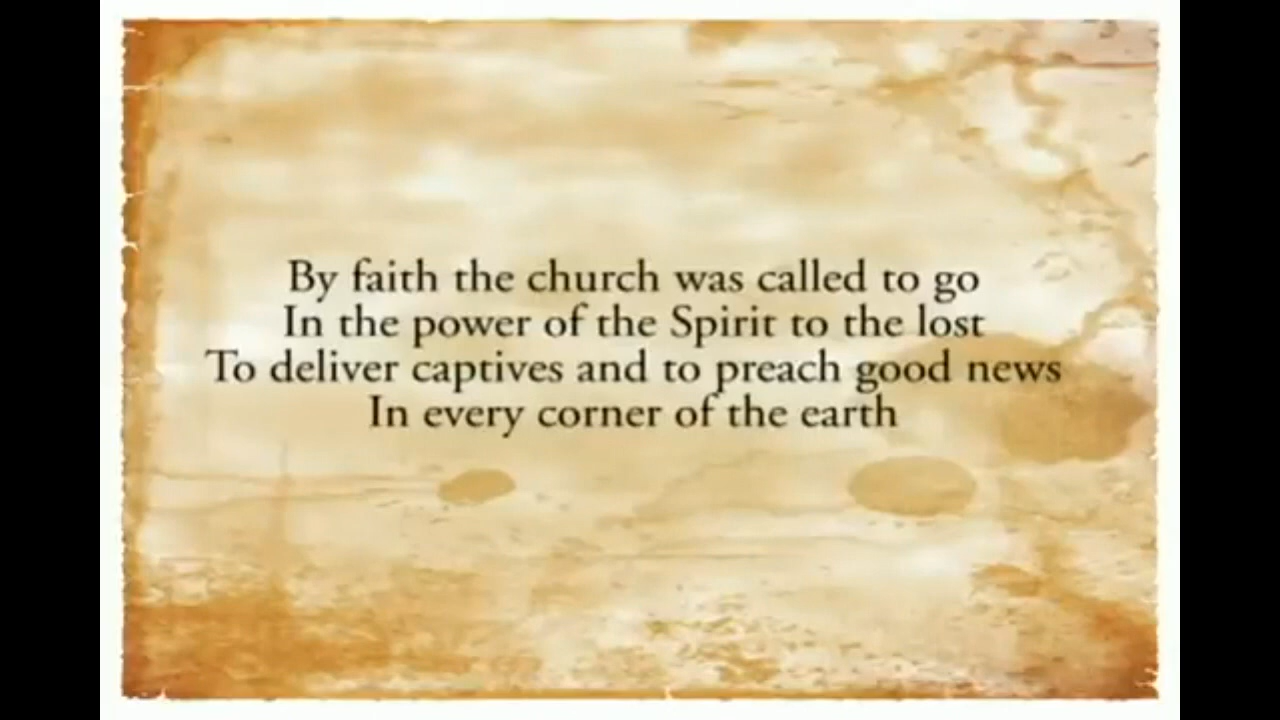 By faith the church was called to go
In the power of the Spirit to the lost
To deliver captives and to preach good news
In every corner of the earth